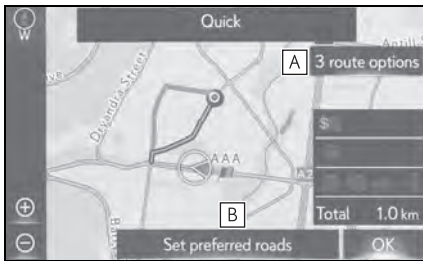 Quick
W
A
3 route options
Dryandra Street
AAA
A2
$
B
Total 1.0 km
Set preferred roads
OK